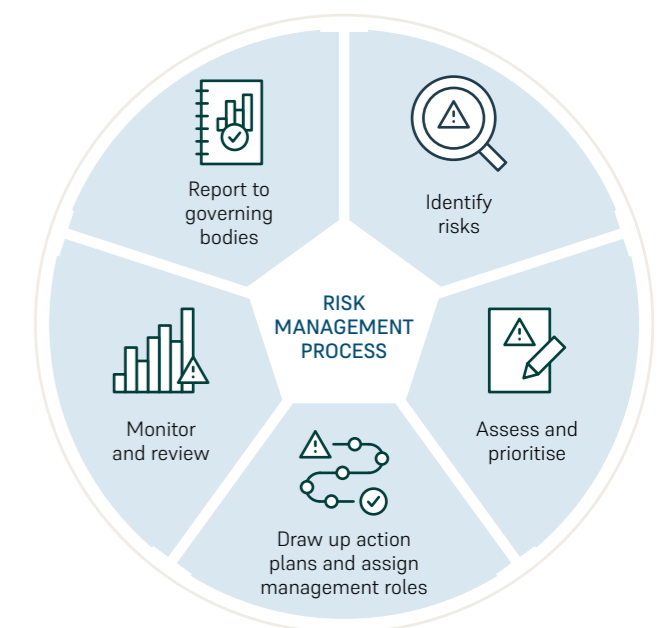 RISK
MANAGEMENT
PROCESS
Identify
risks
Assess and
prioritise
Draw up action
plans and assign
management roles
Monitor
and review
Report to
governing
bodies